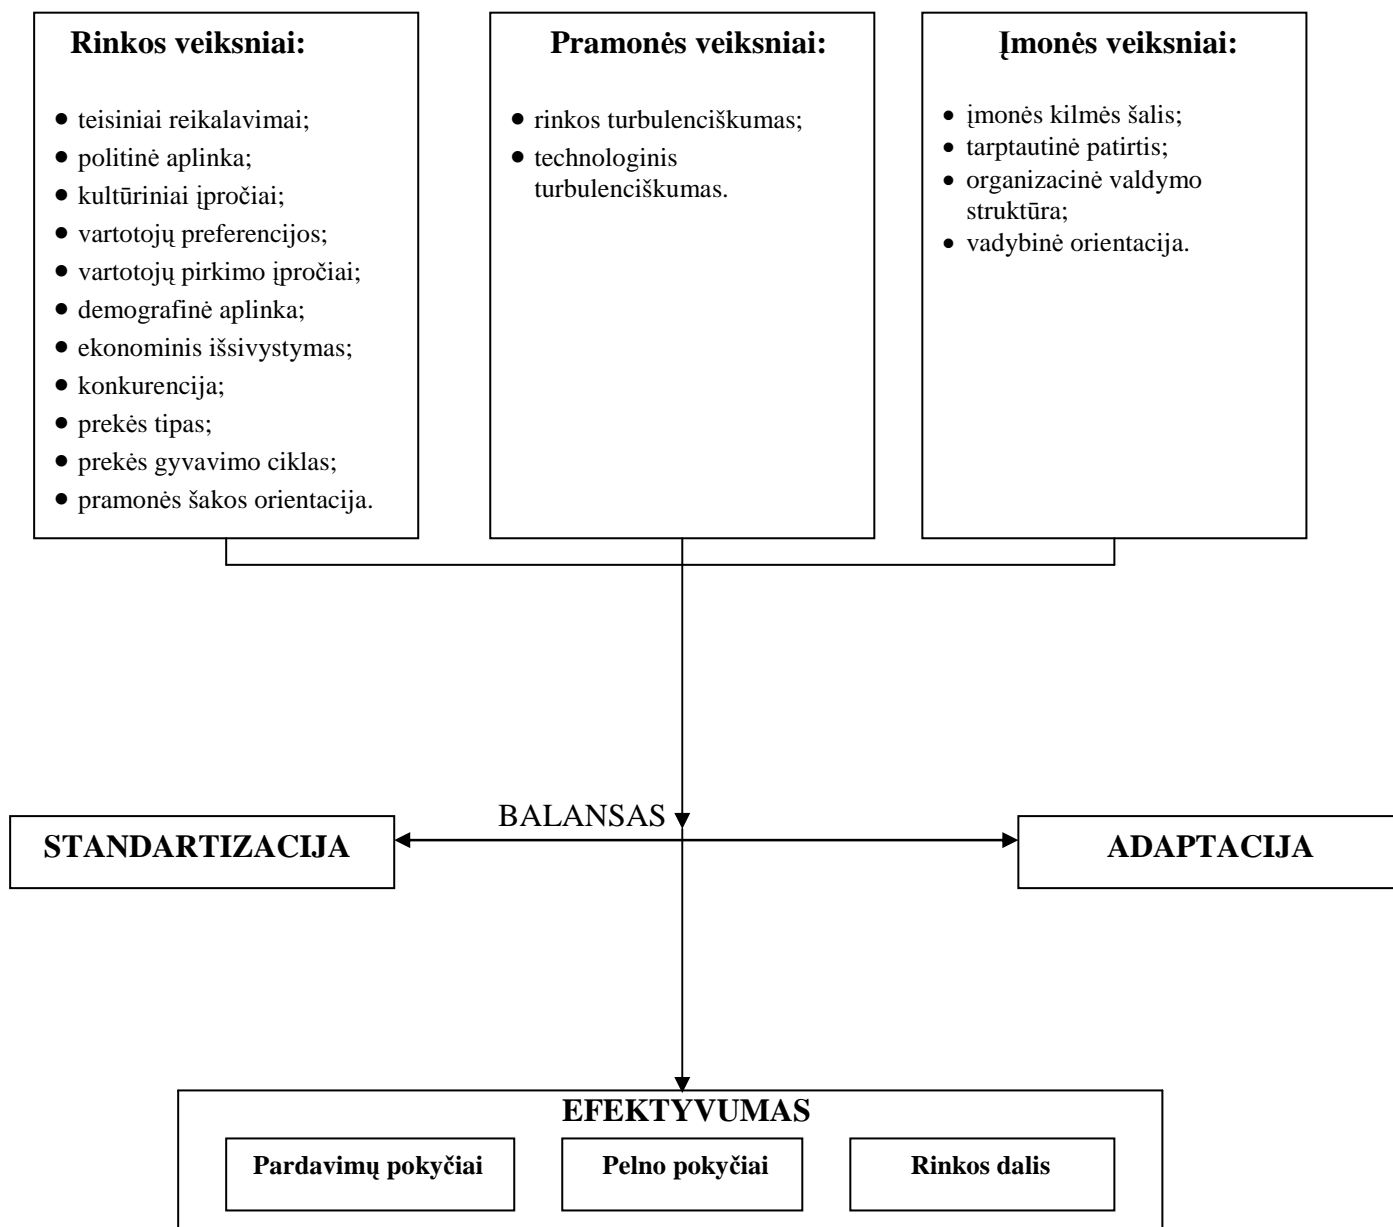 Rinkos veiksniai:
• teisiniai reikalavimai;
• politinė aplinka;
• kultūriniai įpročiai;
• vartotojų preferencijos;
• vartotojų pirkimo įpročiai;
• demografinė aplinka;
• ekonominis išsivystymas;
• konkurencija;
• prekės tipas;
• prekės gyvavimo ciklas;
• pramonės šakos orientacija.
Pramonės veiksniai:
• rinkos turbulenciškumas;
• technologinis
turbulenciškumas.
Įmonės veiksniai:
• įmonės kilmės šalis;
• tarptautinė patirtis;
• organizacinė valdymo
struktūra;
• vadybinė orientacija.
BALANSAS
STANDARTIZACIJA
ADAPTACIJA
EFEKTYVUMAS
Pardavimų pokyčiai
Pelno pokyčiai
Rinkos dalis